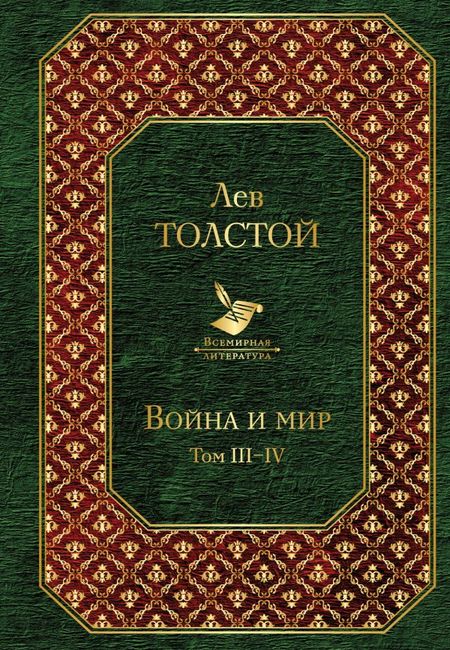 Лев
ТОЛСТОЙ
Всемирная
литература
Война и мир
Том III–IV